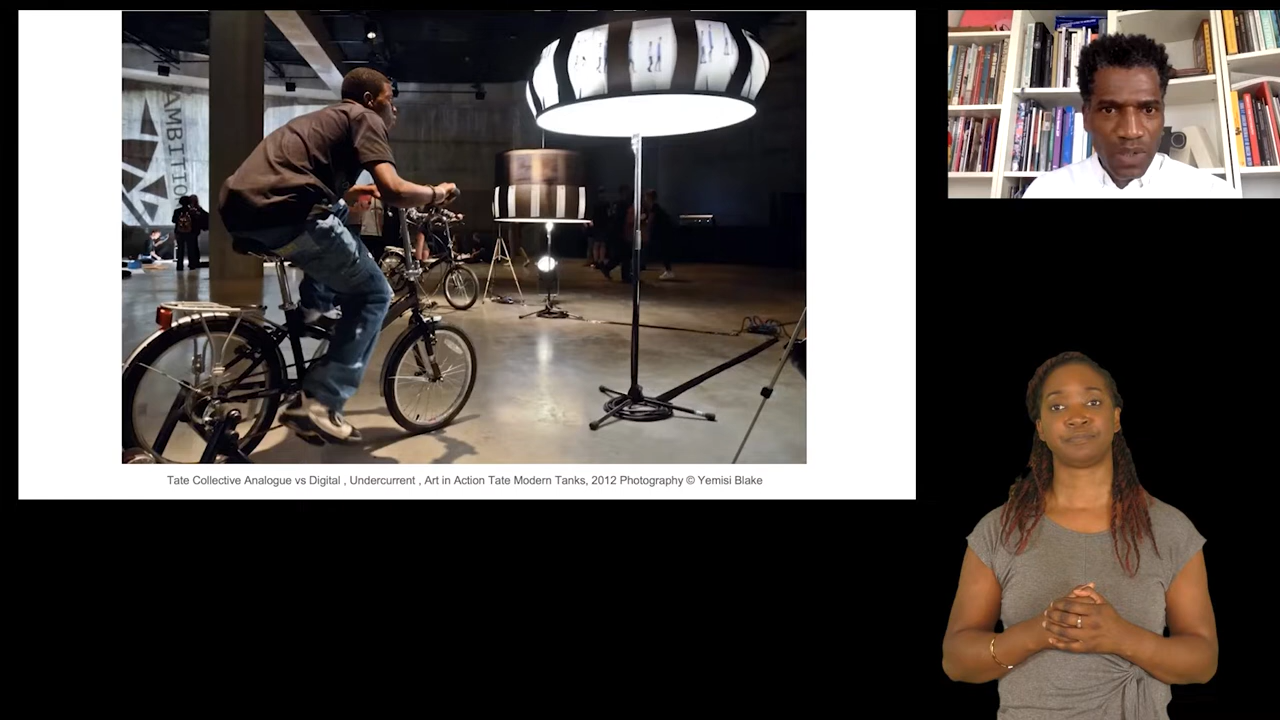 AMBITIO
Tate Collective Analogue vs Digital , Undercurrent , Art in Action Tate Modern Tanks, 2012 Photography © Yemisi Blake